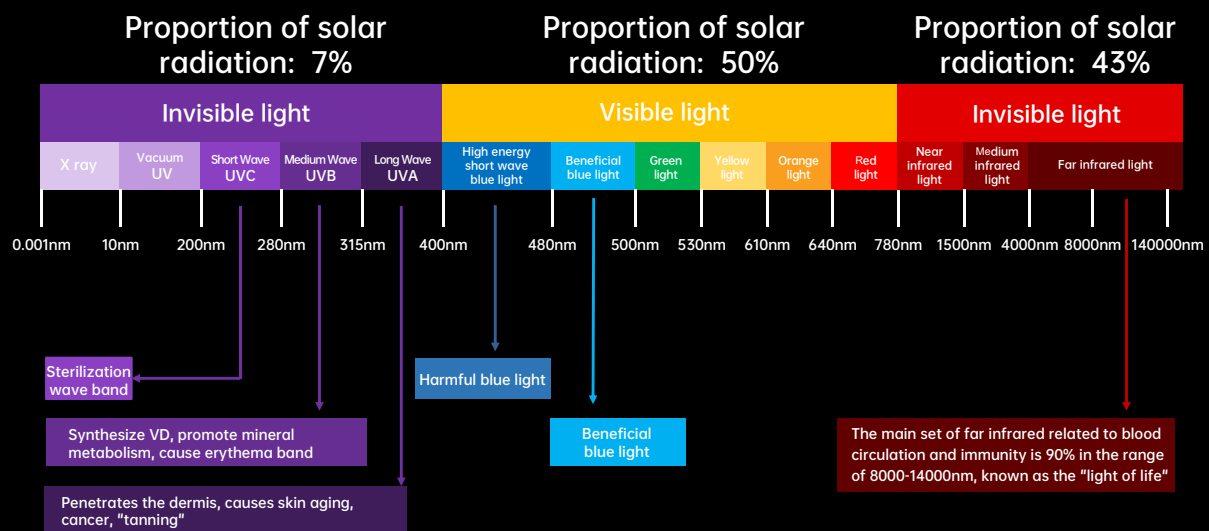 Proportion of solar
radiation: 7%
Proportion of solar
radiation: 50%
Proportion of solar
radiation: 43%
Invisible light
Visible light
Invisible light
X ray
Vacuum
UV
Short Wave
UVC
Medium Wave
UVB
Long Wave
UVA
High energy
short wave
blue light
Beneficial
blue light
Green
light
Yellow
light
Orange
light
Red
light
Near
infrared
light
Medium
infrared
light
Far infrared light
0.001nm
10nm
200nm
280nm
315nm
400nm
480nm
500nm
530nm
610nm
640nm
780nm
1500nm
4000nm
8000nm
140000nm
Sterilization
wave band
Harmful blue light
Synthesize VD, promote mineral
metabolism, cause erythema band
Beneficial
blue light
The main set of far infrared related to blood
circulation and immunity is 90% in the range
of 8000-14000nm, known as the "light of life"
Penetrates the dermis, causes skin aging,
cancer, "tanning"